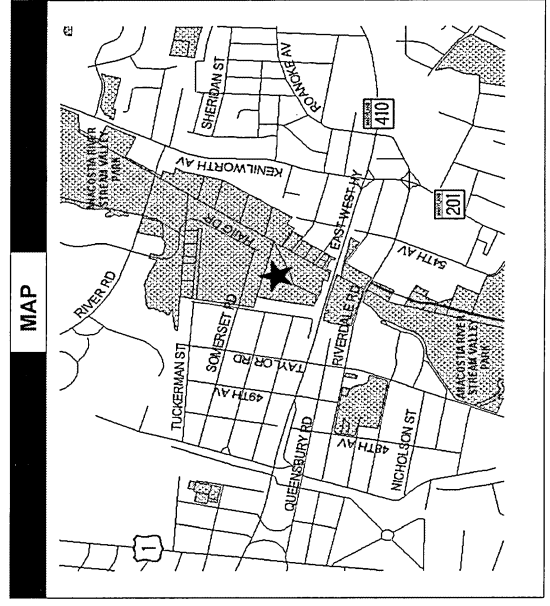 MAP
RIVER RD
ANACOSTIA RIVER
STREAM VALLEY
PARK
SHERIDAN ST
ROANOKE AV
KENILWORTH AV
HAIG DR
410
EAST WEST HY
201
54TH AV
TUCKERMAN ST
SOMERSET RD
TAYLOR RD
49TH AV
RIVERDALE RD
ANACOSTIA RIVER
STREAM VALLEY
PARK
QUEENSBURY RD
48TH AV
NICHOLSON ST
1